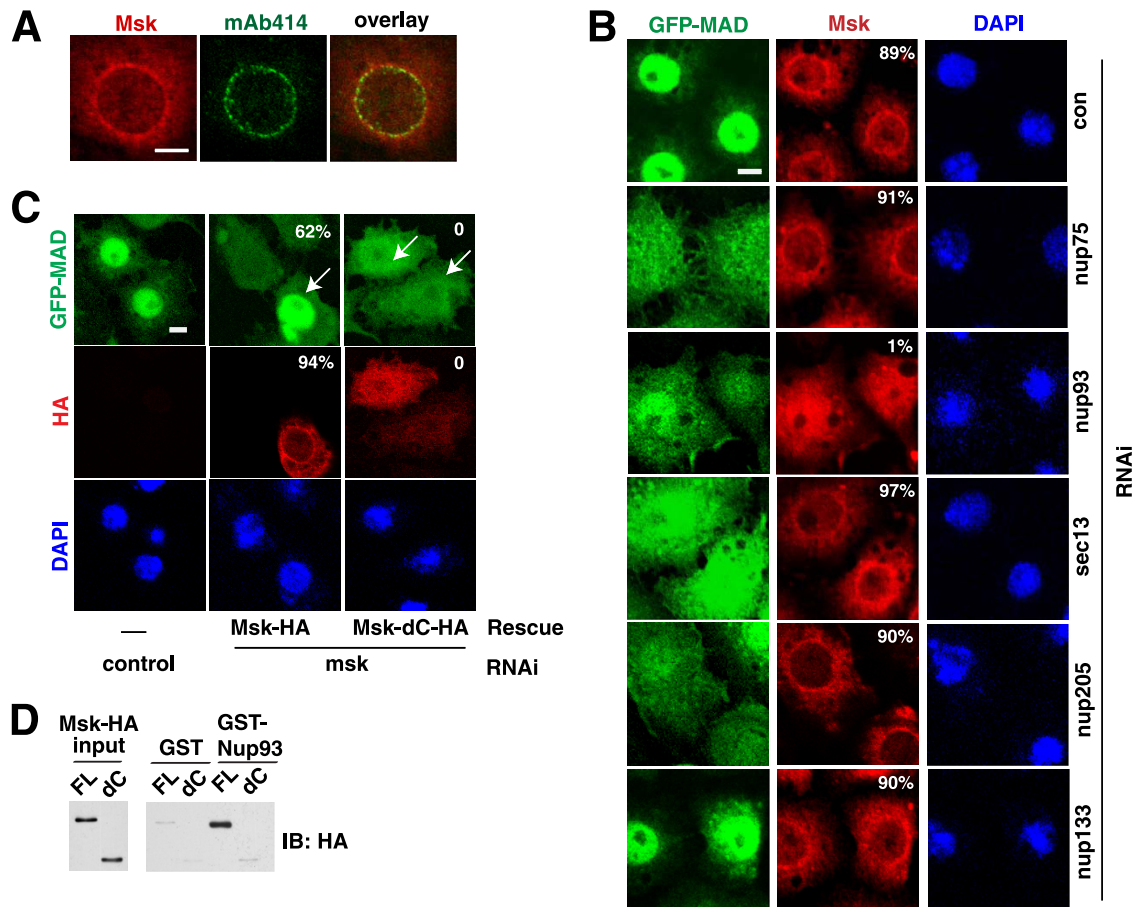 A
Msk mAb414 overlay
B
GFP-MAD Msk DAPI
89%
con
91%
nup75
1%
nup93
97%
sec13
90%
nup205
90%
nup133
RNAi
C
GFP-MAD
62% 0
HA
94% 0
DAPI
— Msk-HA Msk-dC-HA Rescue
control msk RNAi
D
Msk-HA input GST GST-Nup93
FL dC FL dC FL dC
IB: HA